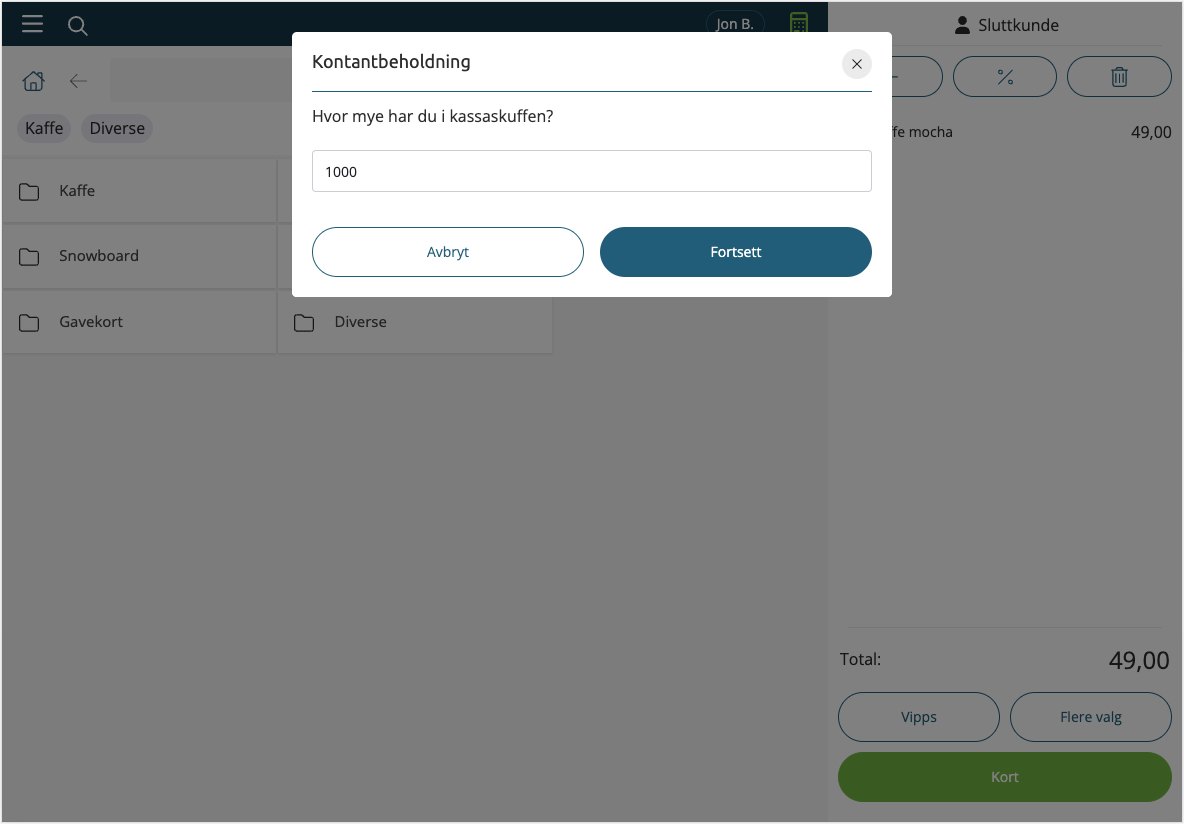 Jon B.
Sluttkunde
Kontantbeholdning
Hvor mye har du i kassaskuffen?
1000
Avbryt
Fortsett
Kaffe Diverse
mocha 49,00
Kaffe
Snowboard
Gavekort Diverse
Total: 49,00
Vipps Flere valg
Kort